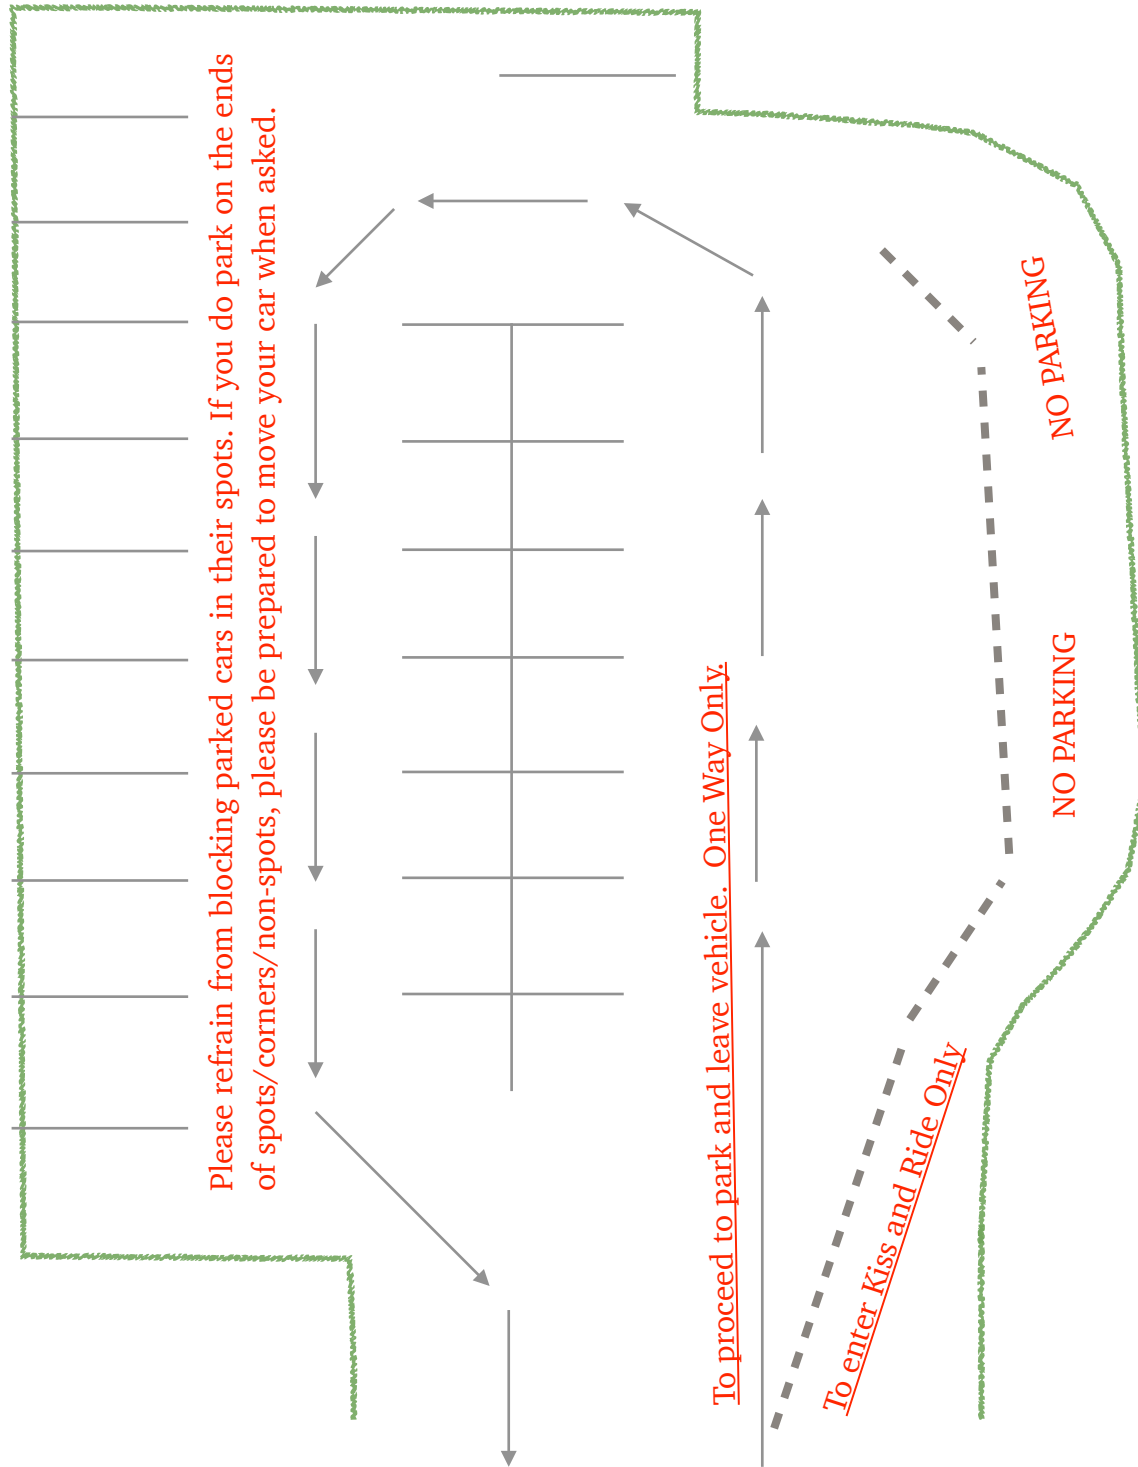 Please refrain from blocking parked cars in their spots. If you do park on the ends
of spots/corners/non-spots, please be prepared to move your car when asked.
To proceed to park and leave vehicle.  One Way Only.
To enter Kiss and Ride Only
NO PARKING
NO PARKING